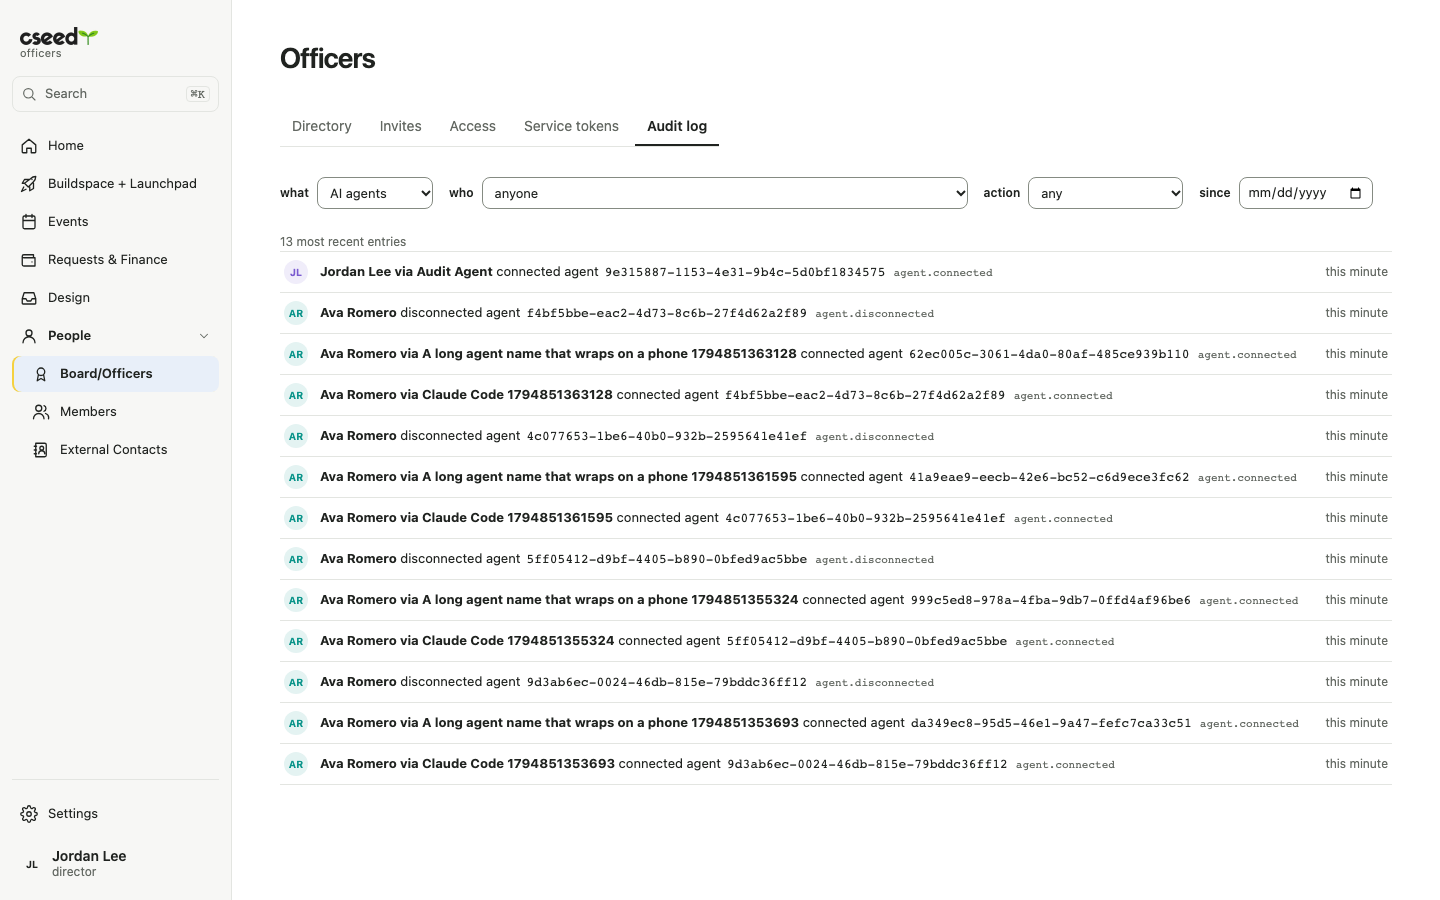 cseed
officers
Search ⌘K
Home
Buildspace + Launchpad
Events
Requests & Finance
Design
People
Board/Officers
Members
External Contacts
Settings
JL Jordan Lee
director
Officers
Directory Invites Access Service tokens Audit log
what AI agents who anyone action any since mm/dd/yyyy
13 most recent entries
JL Jordan Lee via Audit Agent connected agent 9e315887-1153-4e31-9b4c-5d0bf1834575 agent.connected this minute
AR Ava Romero disconnected agent f4bf5bbe-eac2-4d73-8c6b-27f4d62a2f89 agent.disconnected this minute
AR Ava Romero via A long agent name that wraps on a phone 1794851363128 connected agent 62ec005c-3061-4da0-80af-485ce939b110 agent.connected this minute
AR Ava Romero via Claude Code 1794851363128 connected agent f4bf5bbe-eac2-4d73-8c6b-27f4d62a2f89 agent.connected this minute
AR Ava Romero disconnected agent 4c077653-1be6-40b0-932b-2595641e41ef agent.disconnected this minute
AR Ava Romero via A long agent name that wraps on a phone 1794851361595 connected agent 41a9eae9-eecb-42e6-bc52-c6d9ece3fc62 agent.connected this minute
AR Ava Romero via Claude Code 1794851361595 connected agent 4c077653-1be6-40b0-932b-2595641e41ef agent.connected this minute
AR Ava Romero disconnected agent 5ff05412-d9bf-4405-b890-0bfed9ac5bbe agent.disconnected this minute
AR Ava Romero via A long agent name that wraps on a phone 1794851355324 connected agent 999c5ed8-978a-4fba-9db7-0ffd4af96be6 agent.connected this minute
AR Ava Romero via Claude Code 1794851355324 connected agent 5ff05412-d9bf-4405-b890-0bfed9ac5bbe agent.connected this minute
AR Ava Romero disconnected agent 9d3ab6ec-0024-46db-815e-79bddc36ff12 agent.disconnected this minute
AR Ava Romero via A long agent name that wraps on a phone 1794851353693 connected agent da349ec8-95d5-46e1-9a47-fefc7ca33c51 agent.connected this minute
AR Ava Romero via Claude Code 1794851353693 connected agent 9d3ab6ec-0024-46db-815e-79bddc36ff12 agent.connected this minute